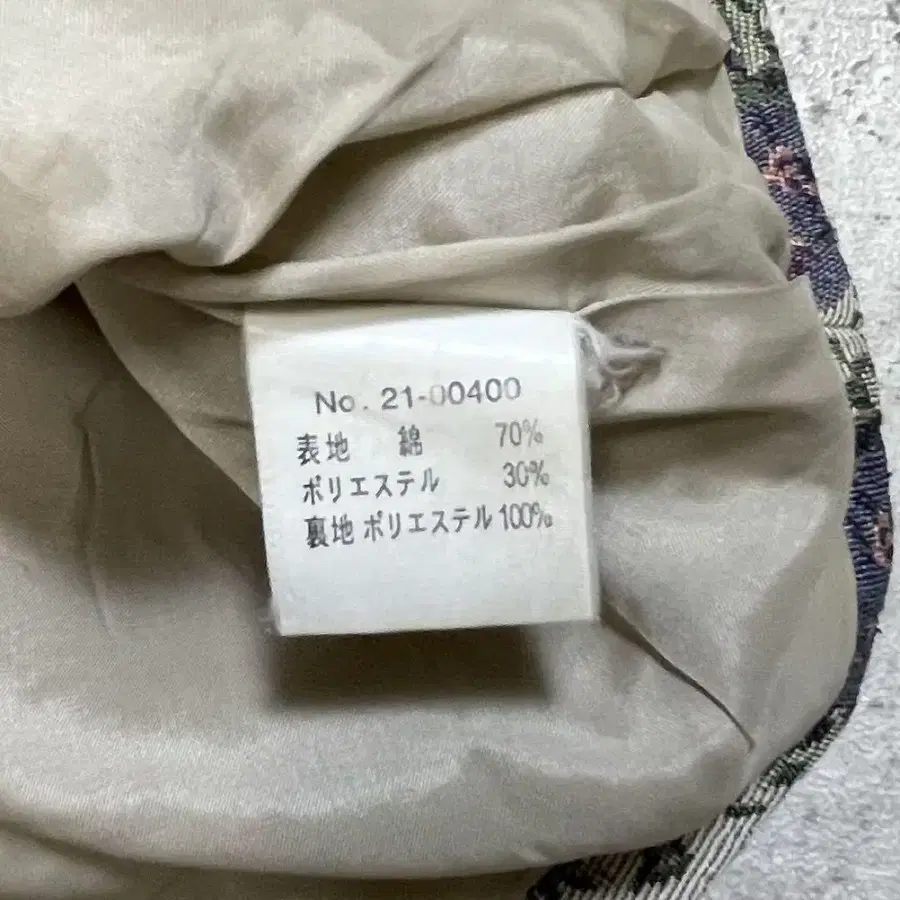 No. 21-00400
表地 綿 70%
ポリエステル 30%
裏地 ポリエステル 100%